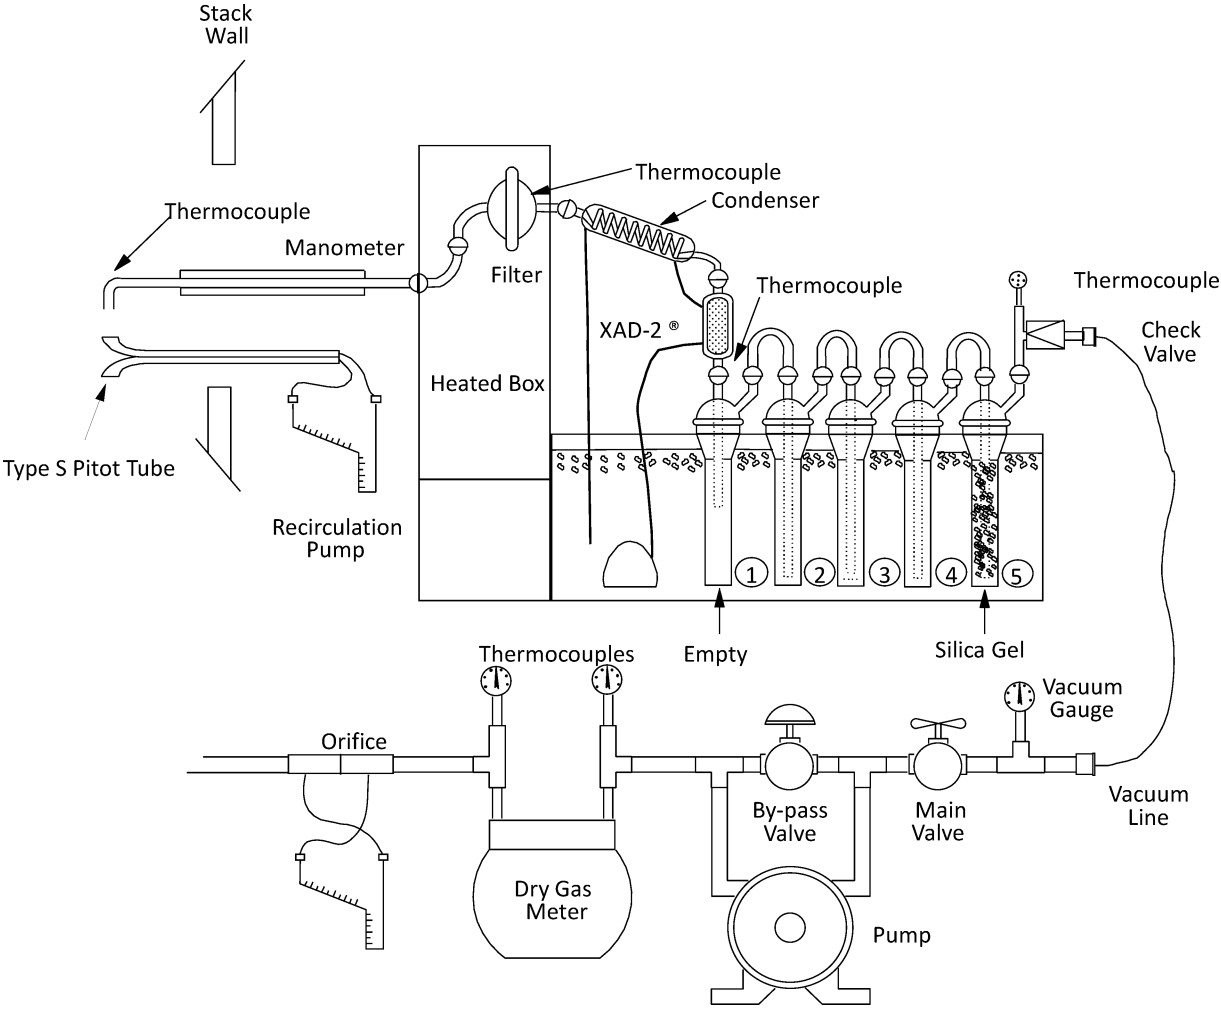 Stack
Wall
Thermocouple
Condenser
Thermocouple
Manometer
Filter
Thermocouple
Thermocouple
XAD-2 ®
Check
Valve
Heated Box
Type S Pitot Tube
Recirculation
Pump
1
2
3
4
5
Empty
Silica Gel
Thermocouples
Vacuum
Gauge
Orifice
By-pass
Valve
Main
Valve
Vacuum
Line
Dry Gas
Meter
Pump